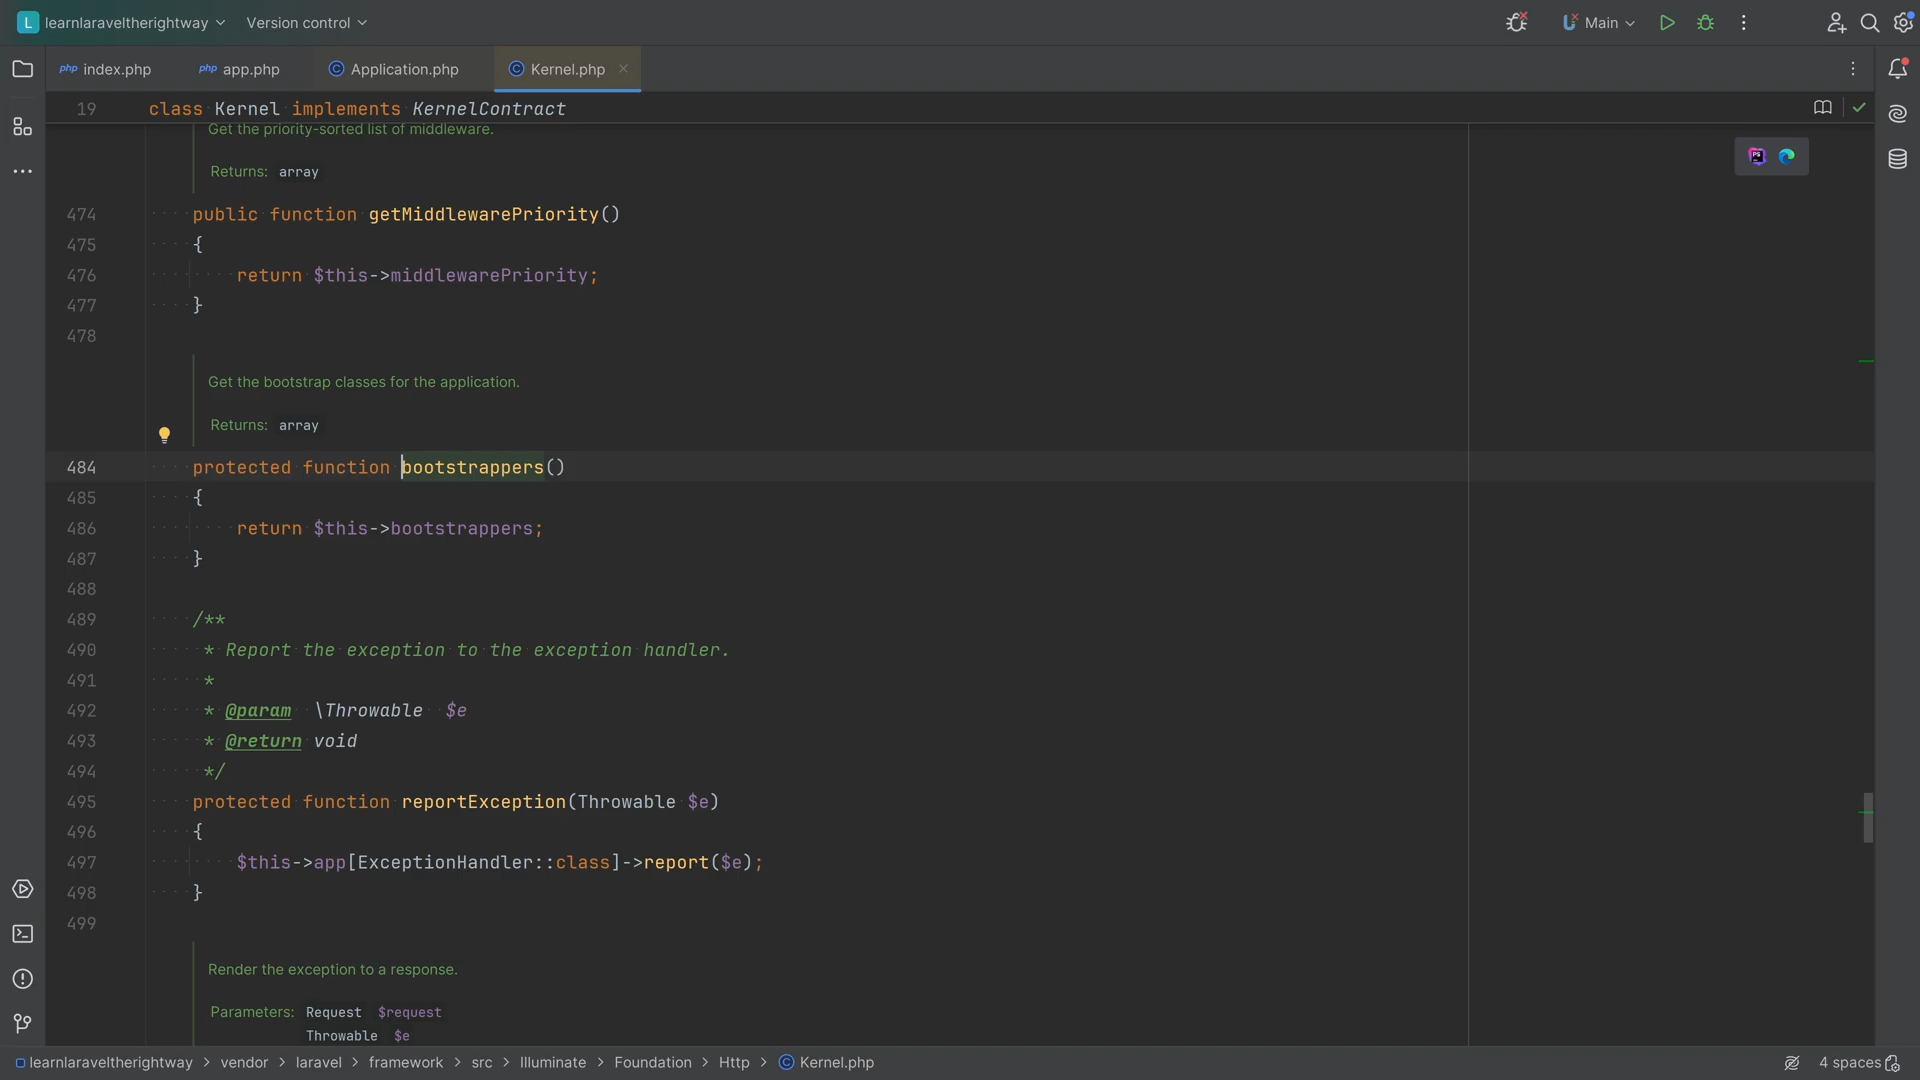 L learnlaraveltherightway Version control Main
php index.php php app.php © Application.php © Kernel.php
19 class Kernel implements KernelContract
Get the priority-sorted list of middleware.
Returns: array
474 public function getMiddlewarePriority()
475 {
476 return $this->middlewarePriority;
477 }
478
Get the bootstrap classes for the application.
Returns: array
484 protected function bootstrappers()
485 {
486 return $this->bootstrappers;
487 }
488
489 /**
490 * Report the exception to the exception handler.
491 *
492 * @param \Throwable $e
493 * @return void
494 */
495 protected function reportException(Throwable $e)
496 {
497 $this->app[ExceptionHandler::class]->report($e);
498 }
499
Render the exception to a response.
Parameters: Request $request
Throwable $e
learnlaraveltherightway > vendor > laravel > framework > src > Illuminate > Foundation > Http > © Kernel.php 4 spaces